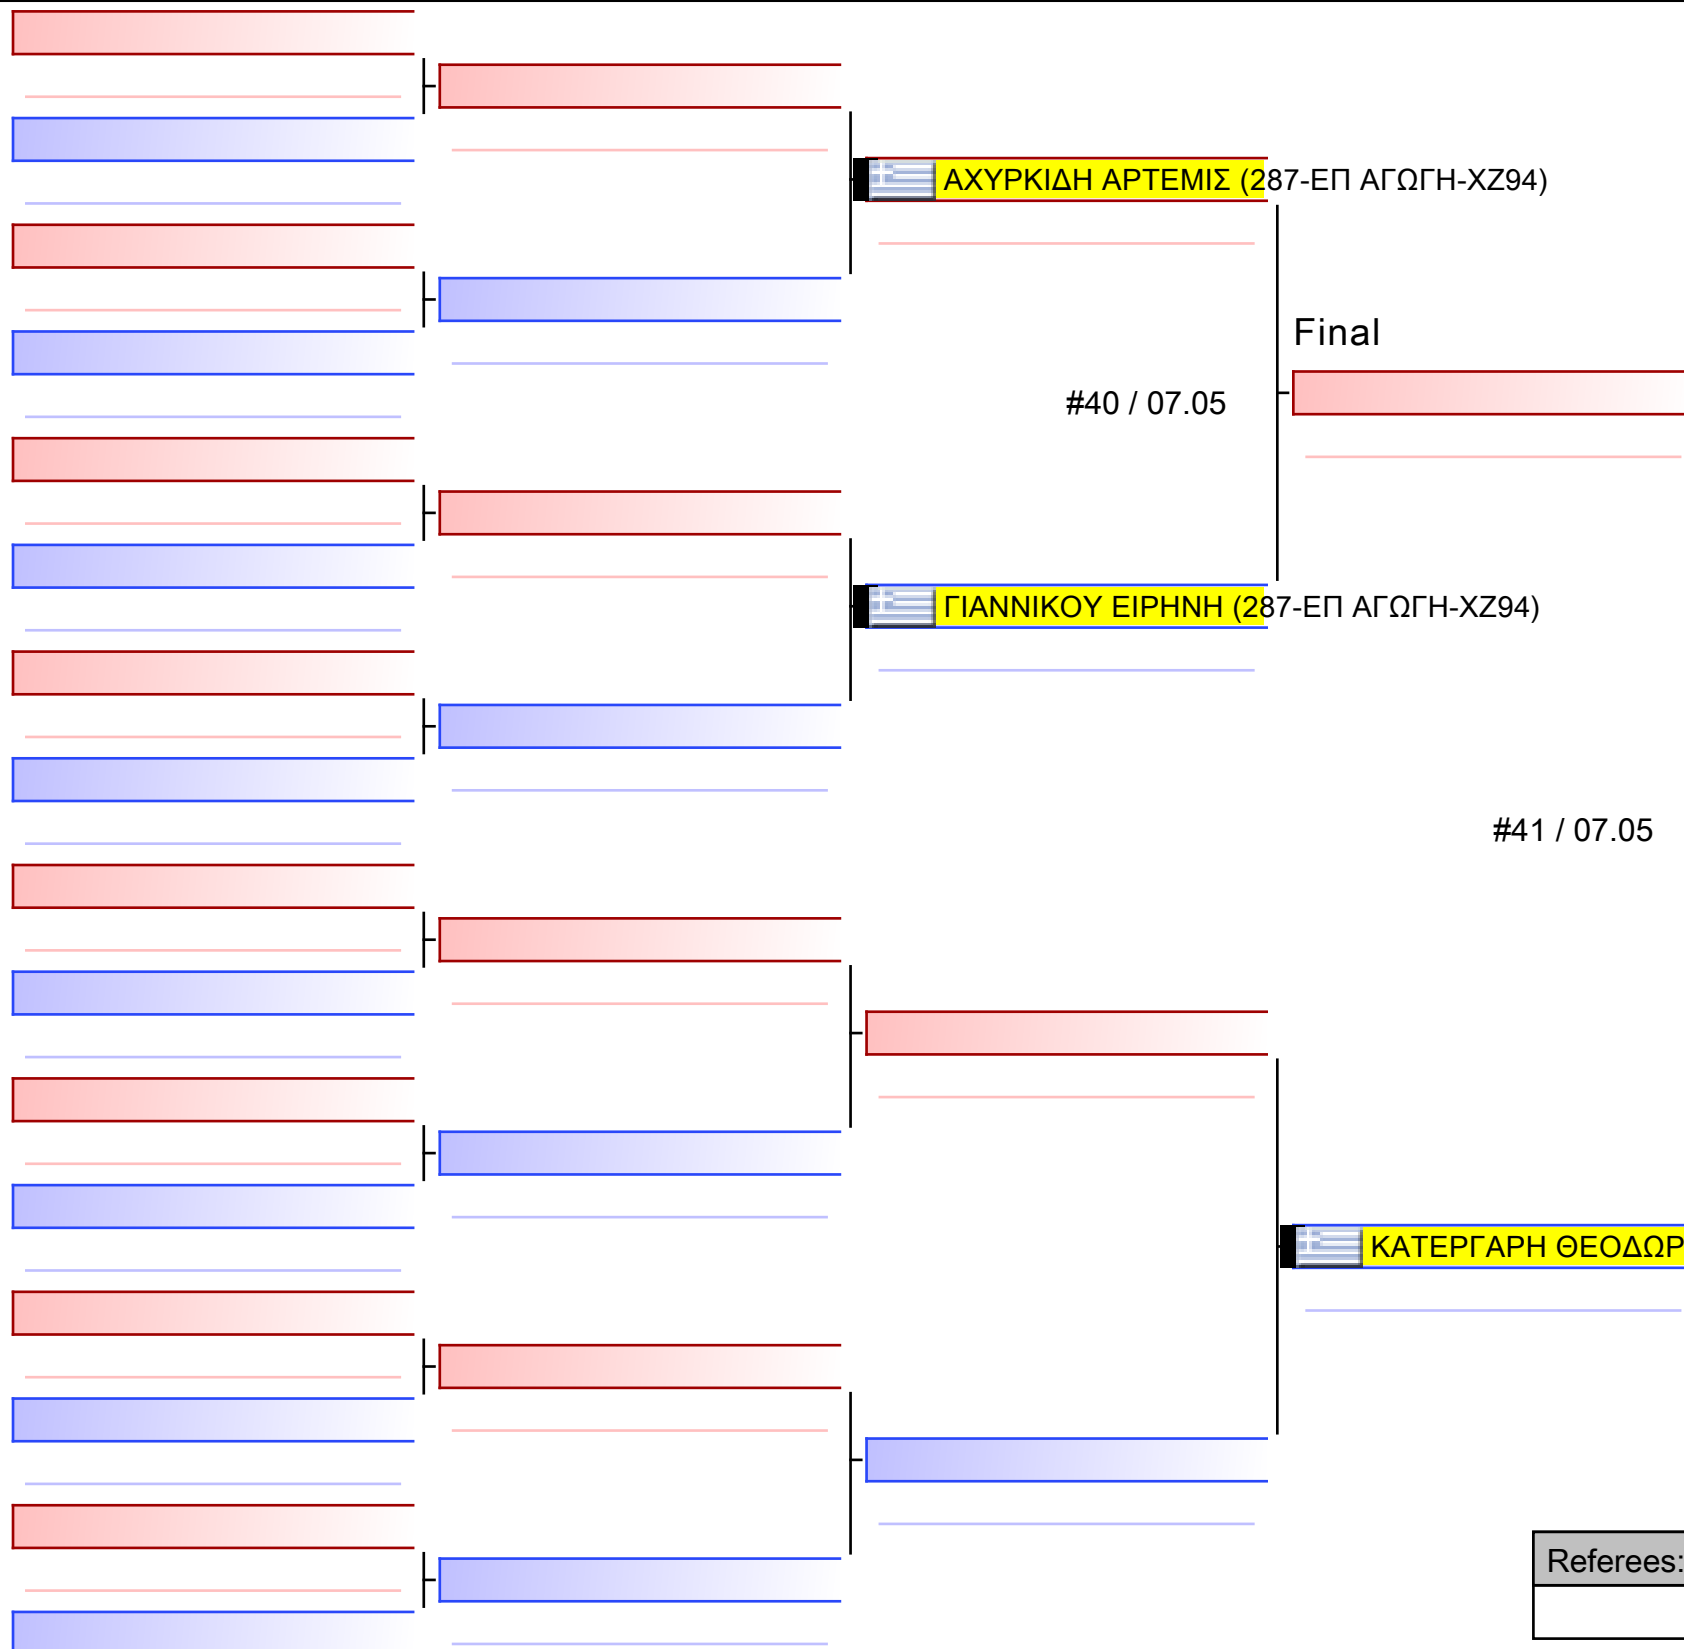 ΑΧΥΡΚΙΔΗ ΑΡΤΕΜΙΣ (287-ΕΠ ΑΓΩΓΗ-ΧΖ94)
Final
#40 / 07.05
ΓΙΑΝΝΙΚΟΥ ΕΙΡΗΝΗ (287-ΕΠ ΑΓΩΓΗ-ΧΖ94)
#41 / 07.05
ΚΑΤΕΡΓΑΡΗ ΘΕΟΔΩΡ
Referees: